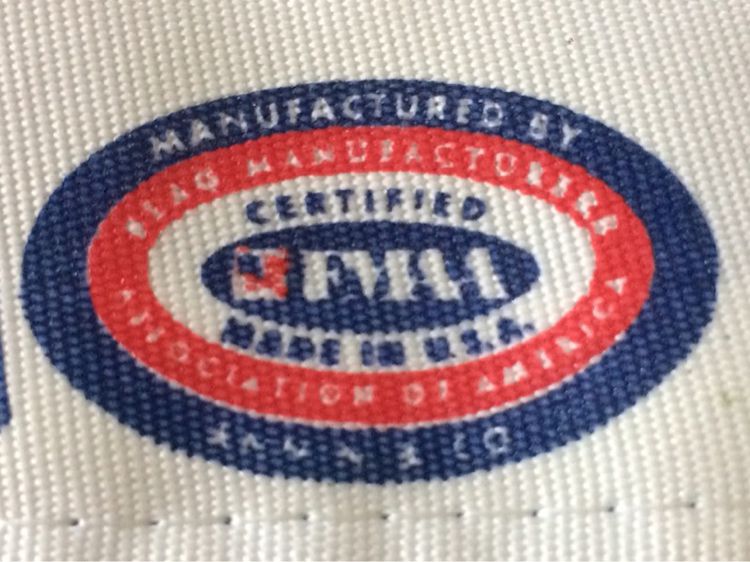 MANUFACTURED BY
FLAG MANUFACTURERS
CERTIFIED
FMAA
MADE IN U.S.A.
ASSOCIATION OF AMERICA